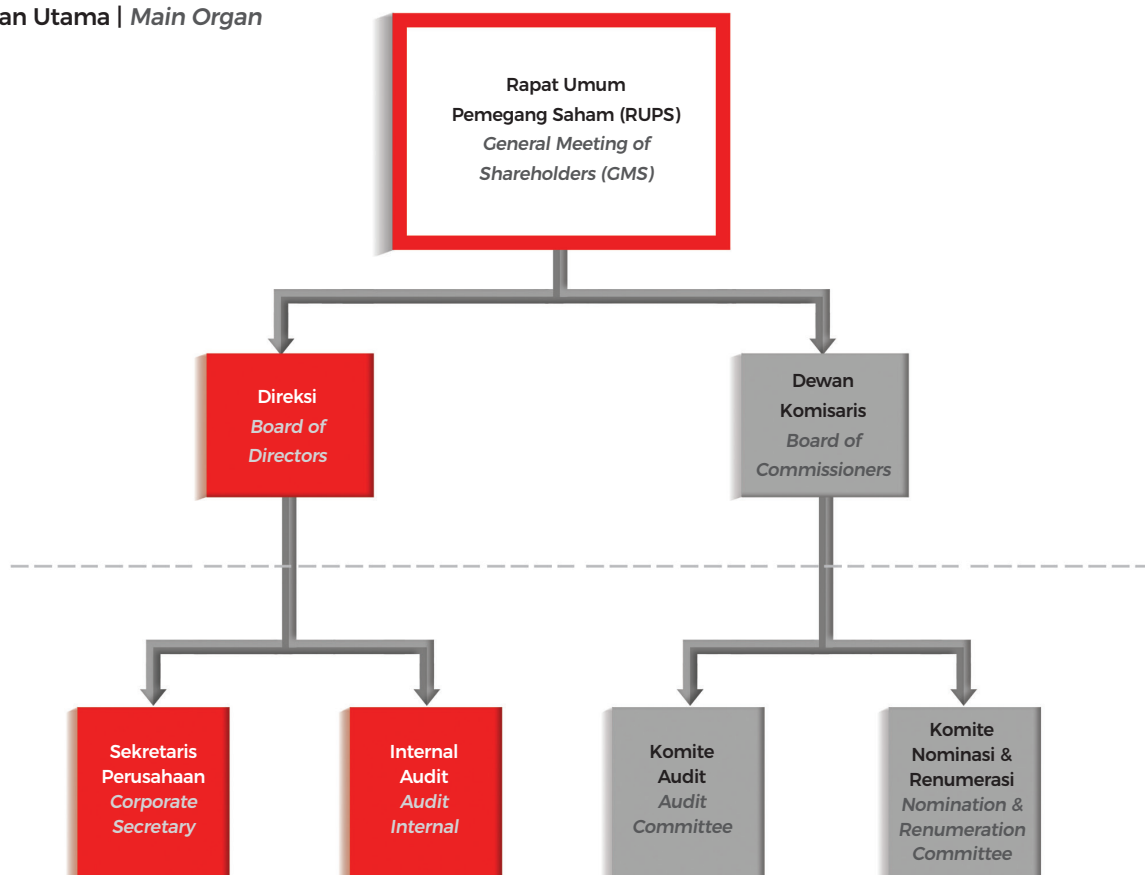 an Utama | Main Organ
Rapat Umum
Pemegang Saham (RUPS)
General Meeting of
Shareholders (GMS)
Direksi
Board of
Directors
Dewan
Komisaris
Board of
Commissioners
Sekretaris
Perusahaan
Corporate
Secretary
Internal
Audit
Audit
Internal
Komite
Audit
Audit
Committee
Komite
Nominasi &
Renumerasi
Nomination &
Renumeration
Committee